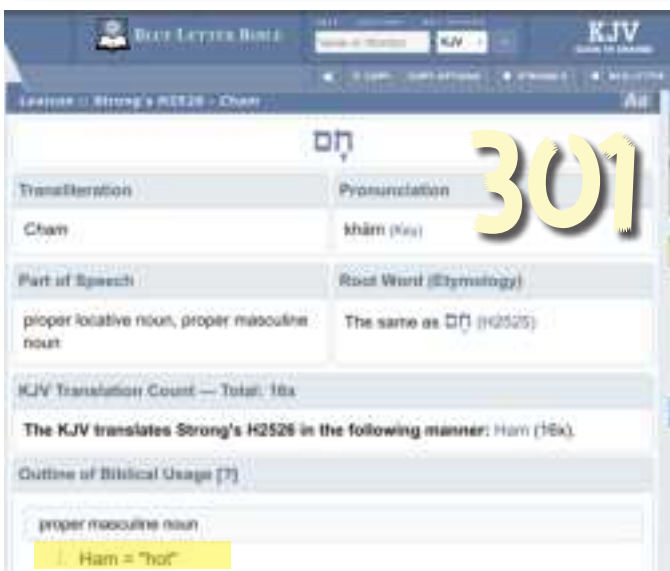 BLUE LETTER BIBLE
KJV
KJV
Lexicon :: Strong's H2526 - Cham
Aa
חָם
301
Transliteration
Pronunciation
Cham
khäm (Key)
Part of Speech
Root Word (Etymology)
proper locative noun, proper masculine
noun
The same as חָם (H2525)
KJV Translation Count — Total: 16x
The KJV translates Strong's H2526 in the following manner: Ham (16x).
Outline of Biblical Usage [?]
proper masculine noun
Ham = "hot"